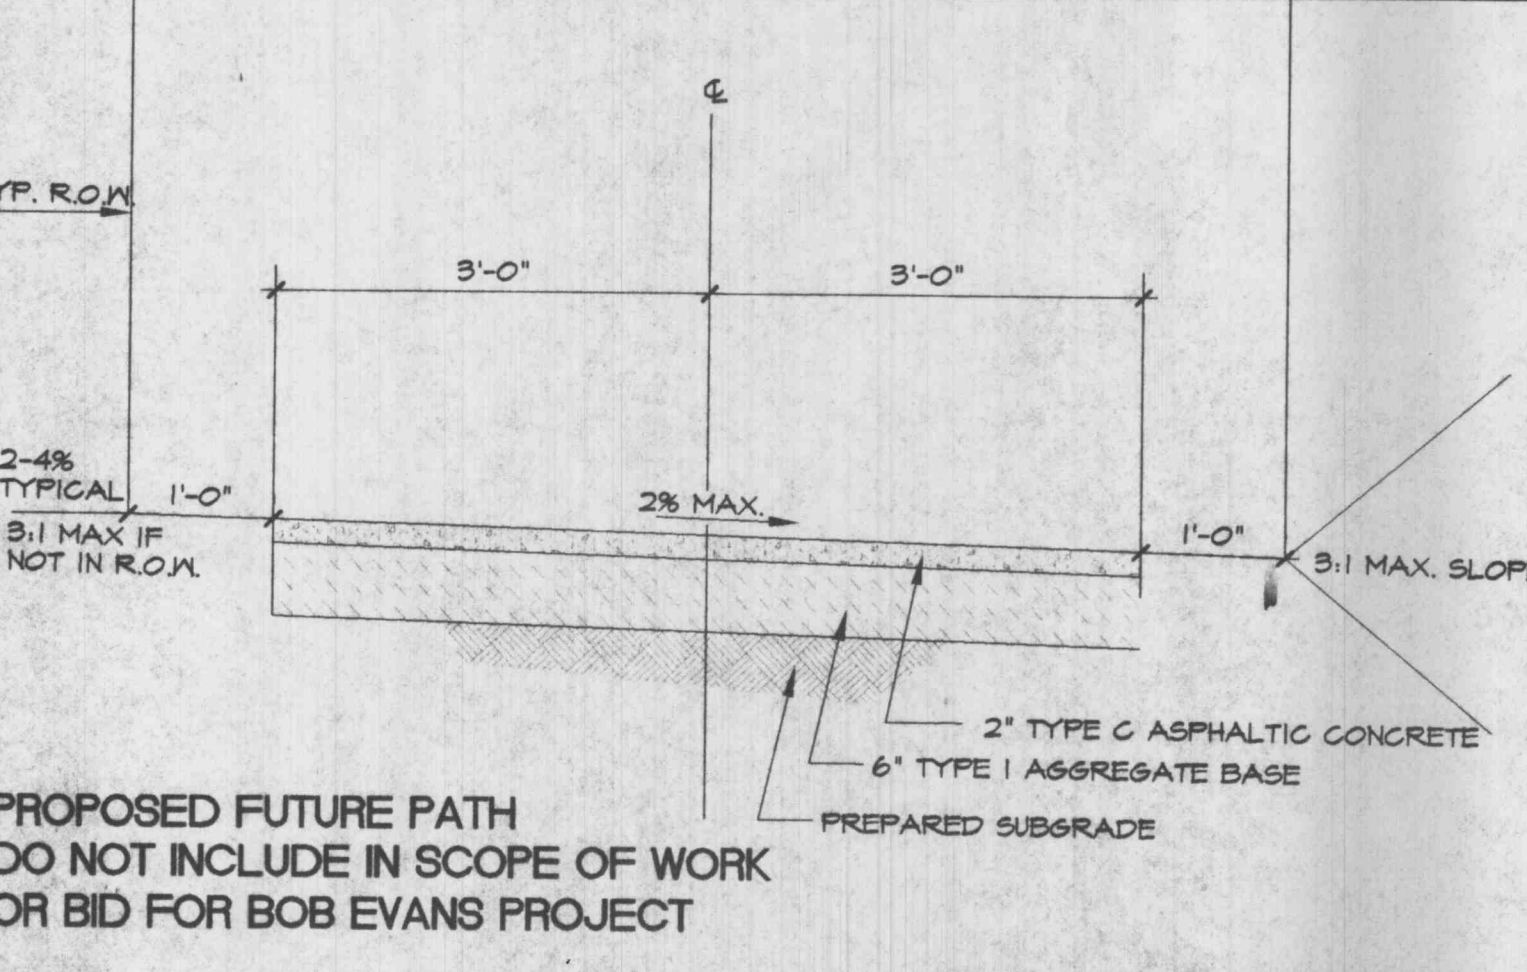 ℄
YP. R.O.W.
3'-0"
3'-0"
2-4%
TYPICAL
1'-0"
3:1 MAX IF
NOT IN R.O.W.
2% MAX.
1'-0"
3:1 MAX. SLOP
2" TYPE C ASPHALTIC CONCRETE
6" TYPE 1 AGGREGATE BASE
PREPARED SUBGRADE
PROPOSED FUTURE PATH
DO NOT INCLUDE IN SCOPE OF WORK
OR BID FOR BOB EVANS PROJECT